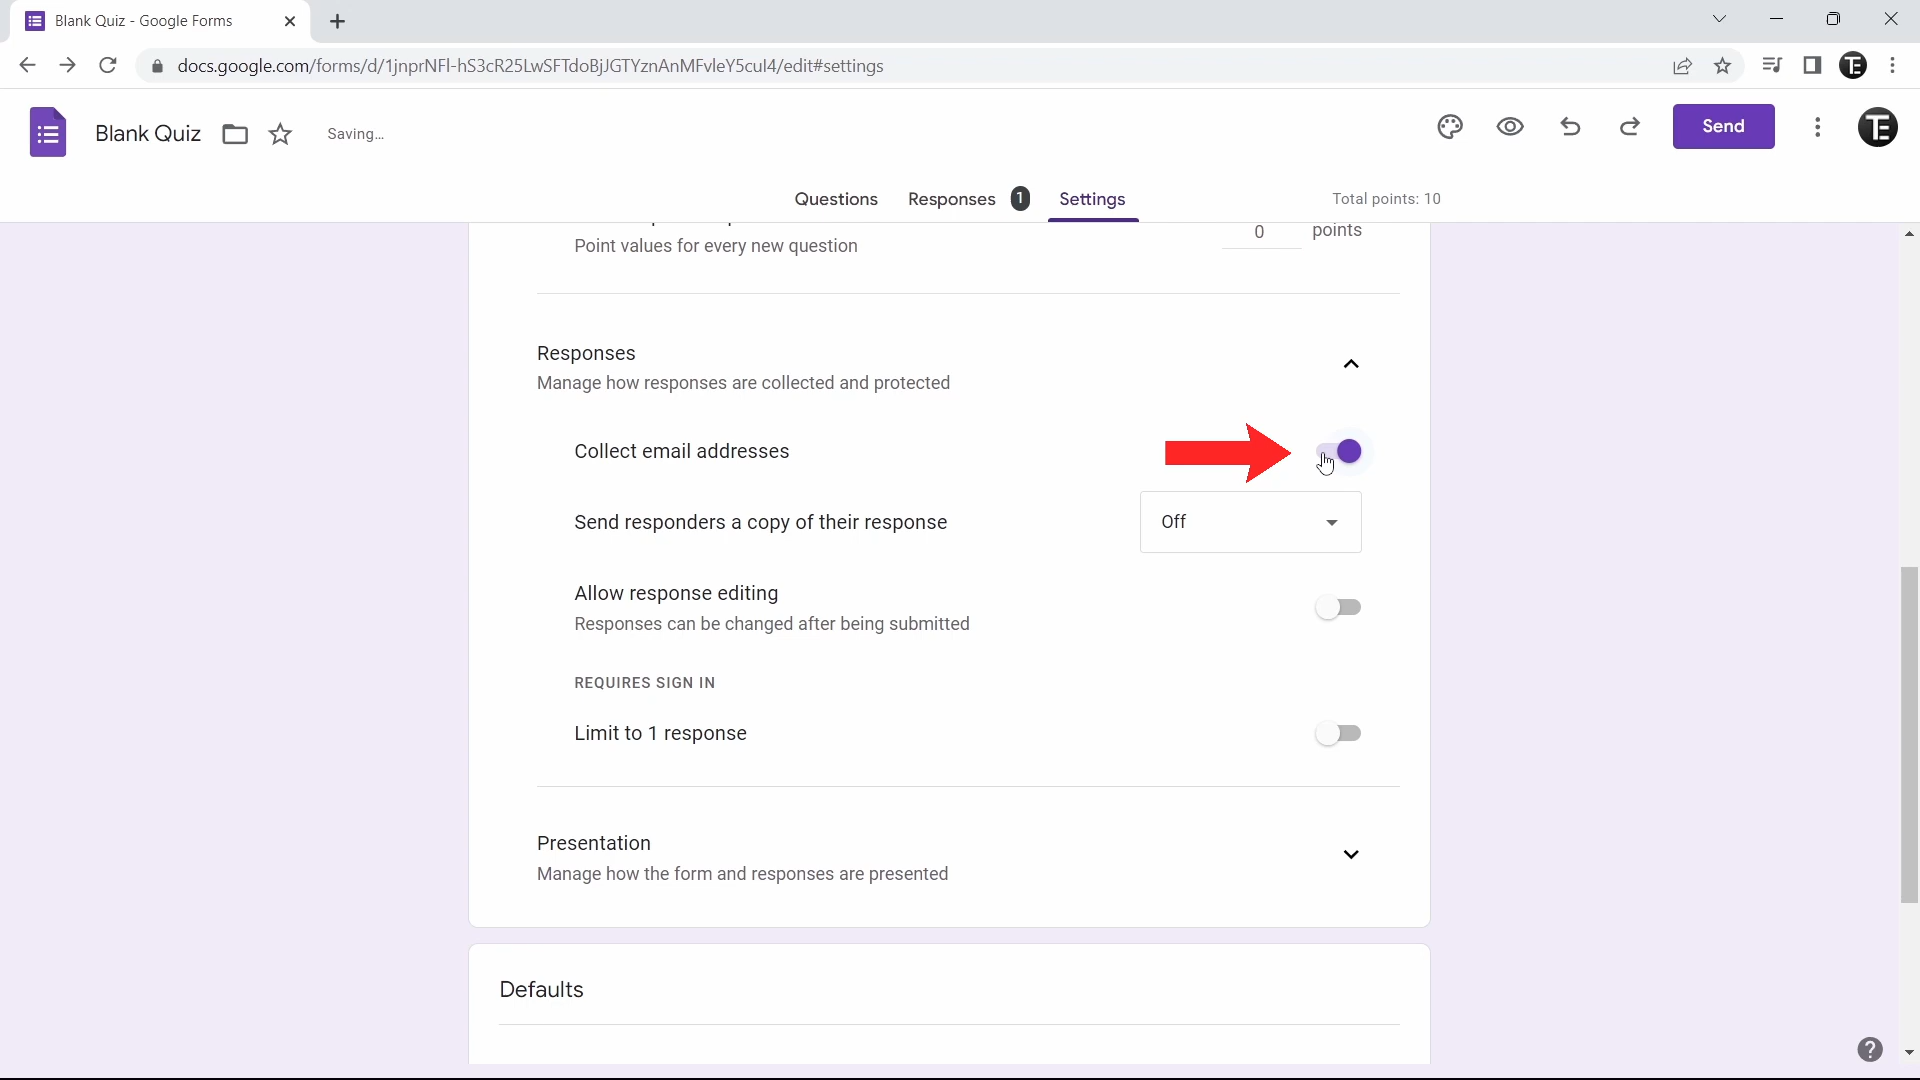 Blank Quiz - Google Forms
docs.google.com/forms/d/1jnprNFl-hS3cR25LwSFTdoBjJGTYznAnMFvleY5cul4/edit#settings
Blank Quiz
Saving...
Send
TE
Questions
Responses 1
Settings
Total points: 10
Point values for every new question
0 points
Responses
Manage how responses are collected and protected
Collect email addresses
Send responders a copy of their response
Off
Allow response editing
Responses can be changed after being submitted
REQUIRES SIGN IN
Limit to 1 response
Presentation
Manage how the form and responses are presented
Defaults